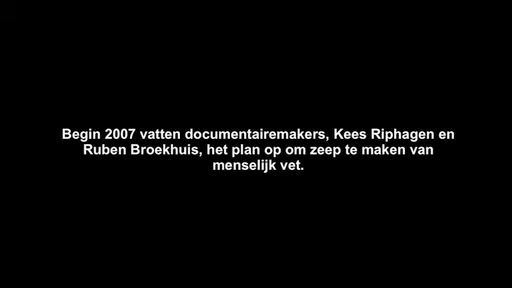 Begin 2007 vatten documentairemakers, Kees Riphagen en
Ruben Broekhuis, het plan op om zeep te maken van
menselijk vet.